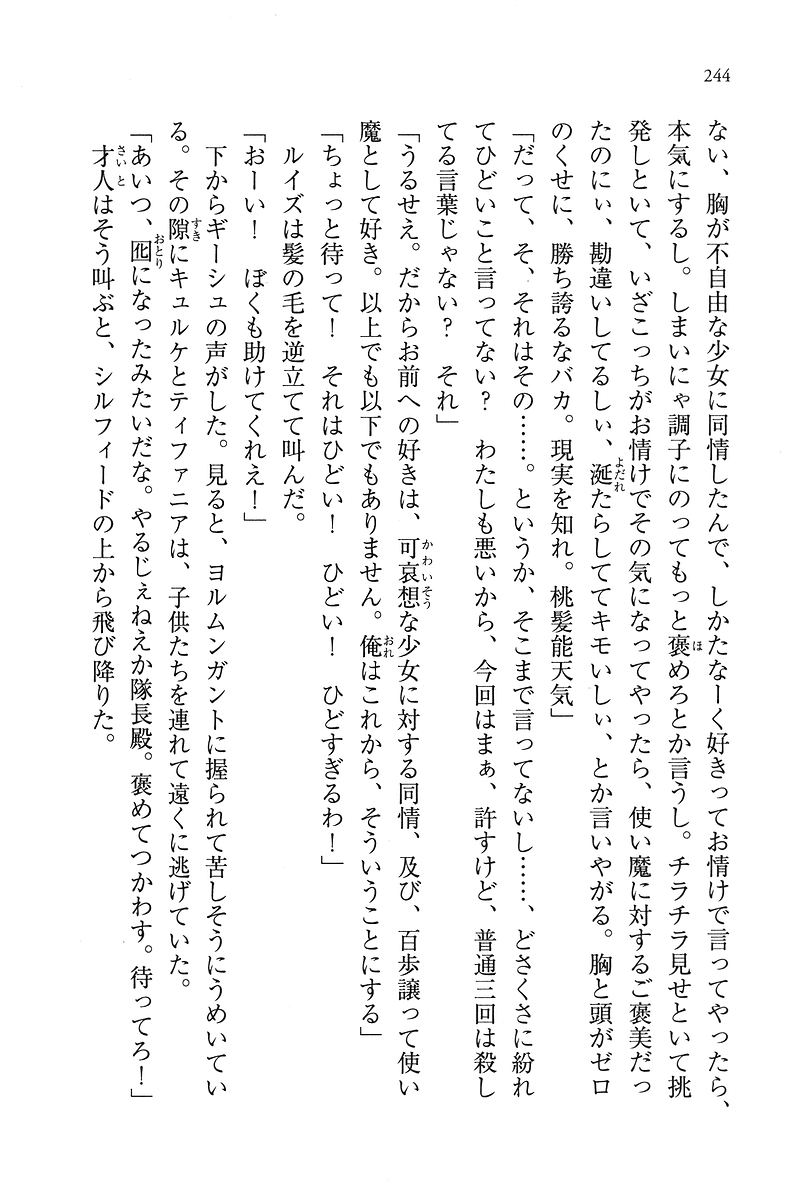 244
ない、胸が不自由な少女に同情したんで、しかたなーく好きってお情けで言ってやったら、
本気にするし。しまいにゃ調子にのってもっと褒めろとか言うし。チラチラ見せといて挑
発しといて、いざこっちがお情けでその気になってやったら、使い魔に対するご褒美だっ
たのにぃ、勘違いしてるしぃ、涎たらしててキモいしぃ、とか言いやがる。胸と頭がゼロ
のくせに、勝ち誇るなバカ。現実を知れ。桃髪能天気」
「だって、そ、それはその……。というか、そこまで言ってないし……、どさくさに紛れ
てひどいこと言ってない？　わたしも悪いから、今回はまぁ、許すけど、普通三回は殺し
てる言葉じゃない？　それ」
「うるせえ。だからお前への好きは、可哀想な少女に対する同情、及び、百歩譲って使い
魔として好き。以上でも以下でもありません。俺はこれから、そういうことにする」
「ちょっと待って！　それはひどい！　ひどい！　ひどすぎるわ！」
　ルイズは髪の毛を逆立てて叫んだ。
「おーい！　ぼくも助けてくれえ！」
　下からギーシュの声がした。見ると、ヨルムンガントに握られて苦しそうにうめいてい
る。その隙にキュルケとティファニアは、子供たちを連れて遠くに逃げていた。
「あいつ、囮になったみたいだな。やるじぇねえか隊長殿。褒めてつかわす。待ってろ！」
　才人はそう叫ぶと、シルフィードの上から飛び降りた。